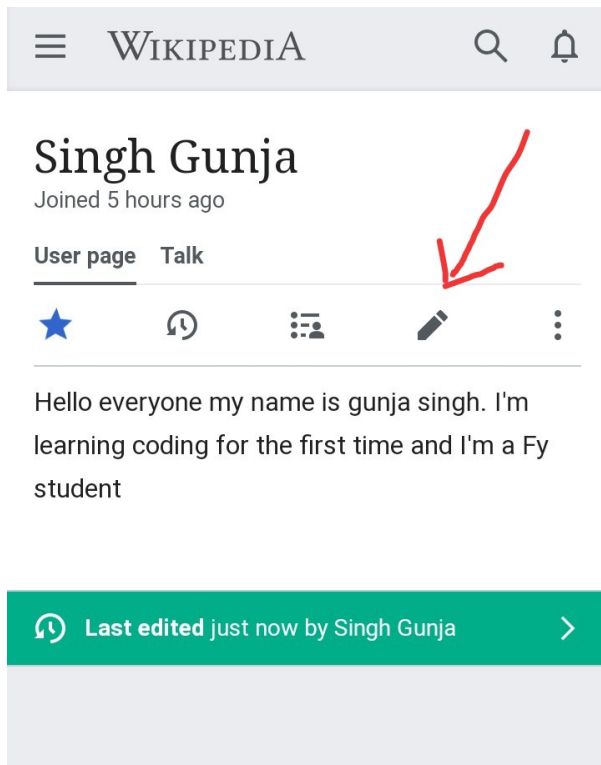 WIKIPEDIA
Singh Gunja
Joined 5 hours ago
User page Talk
Hello everyone my name is gunja singh. I'm
learning coding for the first time and I'm a Fy
student
Last edited just now by Singh Gunja